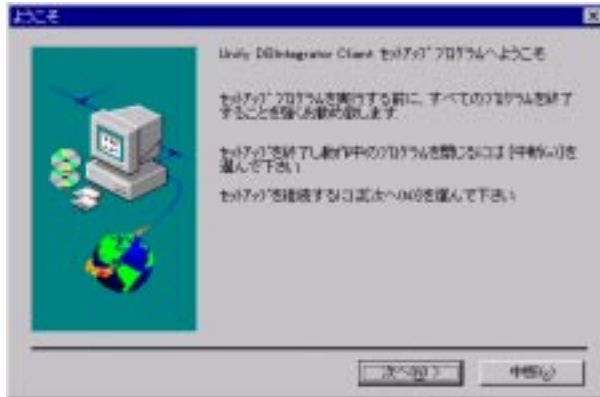 ようこそ
Unify DBIntegrator Client セットアップ プログラムへようこそ
セットアップ プログラムを実行する前に、すべてのプログラムを終了
することを強くお勧め致します
セットアップを終了し動作中のプログラムを閉じるには [中断]を
選んで下さい
セットアップを継続するには[次へ(N)]を選んで下さい
次へ(N) >
中断